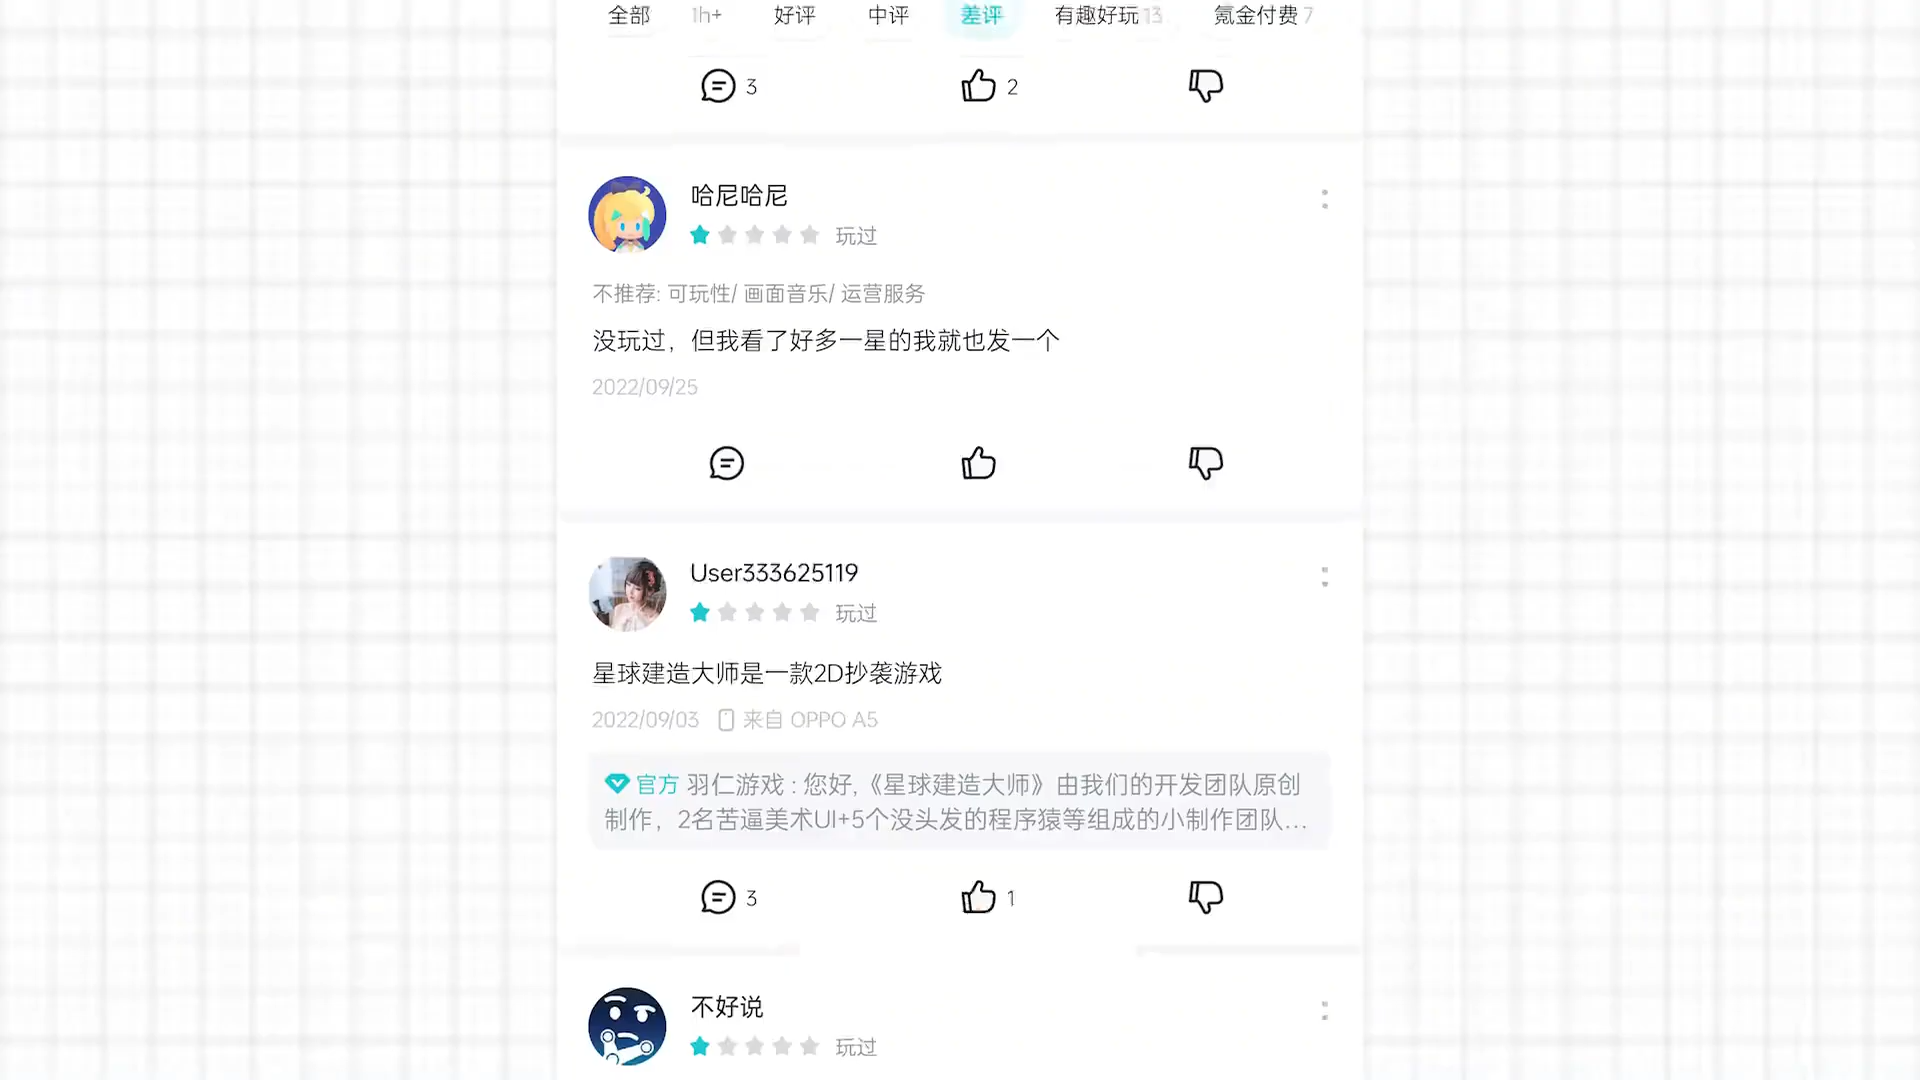 全部 1h+ 好评 中评 差评 有趣好玩 13 氪金付费 7
3 2
哈尼哈尼
玩过
不推荐: 可玩性/ 画面音乐/ 运营服务
没玩过，但我看了好多一星的我就也发一个
2022/09/25
User333625119
玩过
星球建造大师是一款2D抄袭游戏
2022/09/03 来自 OPPO A5
官方 羽仁游戏 : 您好,《星球建造大师》由我们的开发团队原创
制作，2名苦逼美术UI+5个没头发的程序猿等组成的小制作团队...
3 1
不好说
玩过